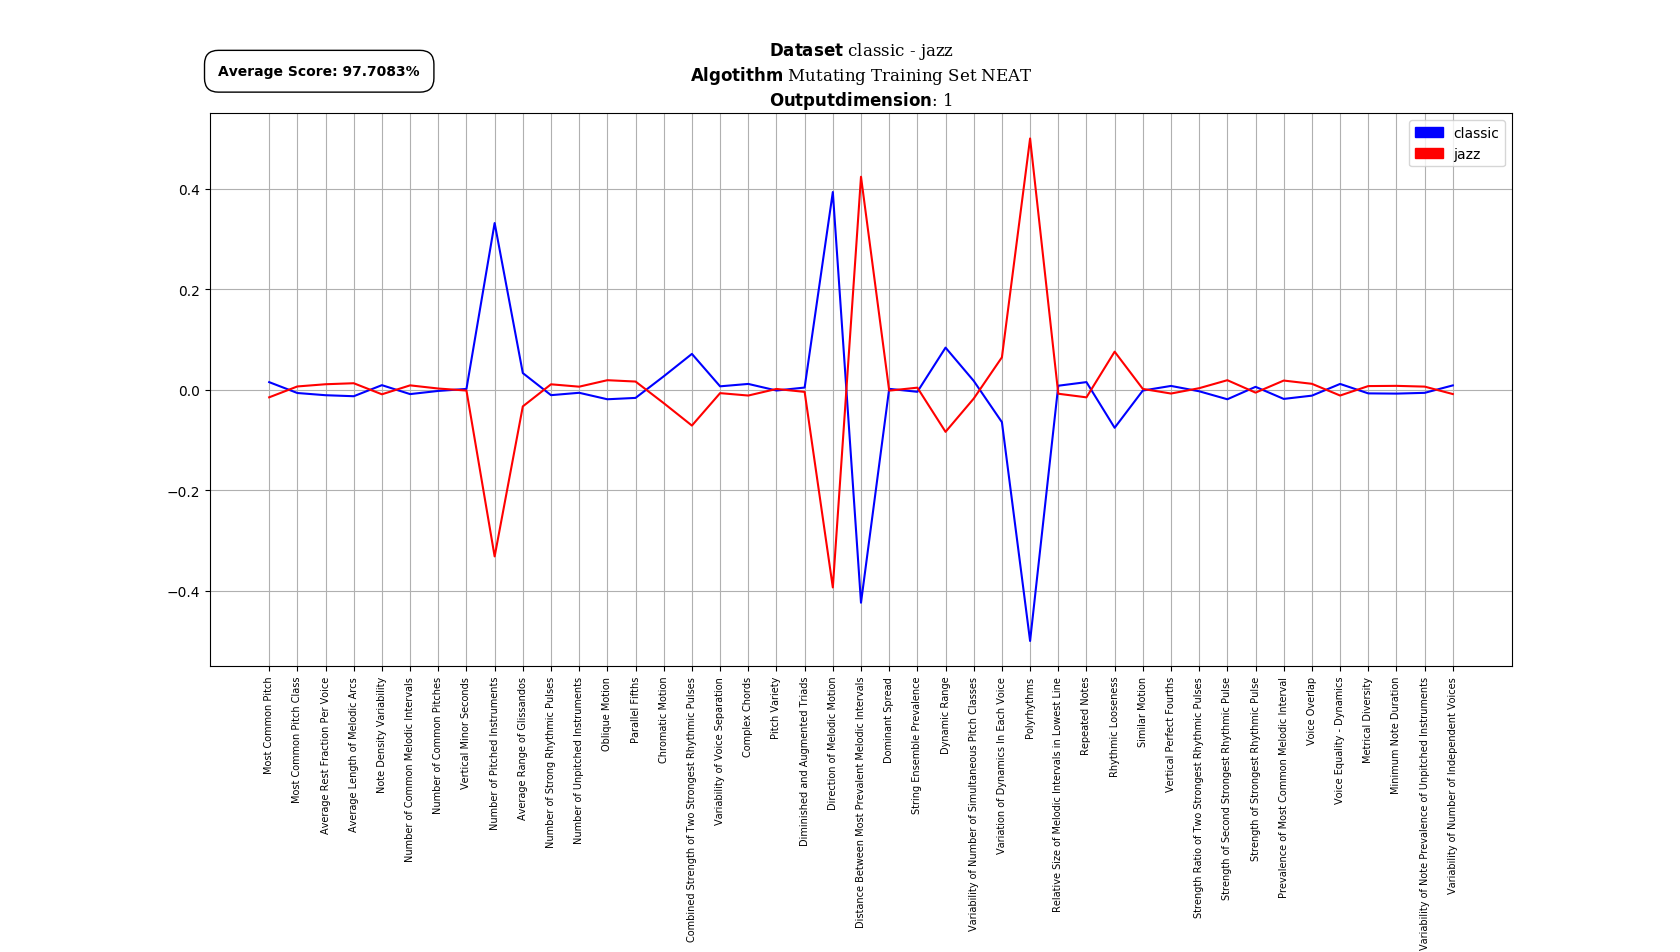 Dataset classic - jazz
Average Score: 97.7083%
Algotithm Mutating Training Set NEAT
Outputdimension: 1
classic
jazz
0.4
0.2
0.0
−0.2
−0.4
Most Common Pitch
Most Common Pitch Class
Average Rest Fraction Per Voice
Average Length of Melodic Arcs
Note Density Variability
Number of Common Melodic Intervals
Number of Common Pitches
Vertical Minor Seconds
Number of Pitched Instruments
Average Range of Glissandos
Number of Strong Rhythmic Pulses
Number of Unpitched Instruments
Oblique Motion
Parallel Fifths
Chromatic Motion
Combined Strength of Two Strongest Rhythmic Pulses
Variability of Voice Separation
Complex Chords
Pitch Variety
Diminished and Augmented Triads
Direction of Melodic Motion
Distance Between Most Prevalent Melodic Intervals
Dominant Spread
String Ensemble Prevalence
Dynamic Range
Variability of Number of Simultaneous Pitch Classes
Variation of Dynamics In Each Voice
Polyrhythms
Relative Size of Melodic Intervals in Lowest Line
Repeated Notes
Rhythmic Looseness
Similar Motion
Vertical Perfect Fourths
Strength Ratio of Two Strongest Rhythmic Pulses
Strength of Second Strongest Rhythmic Pulse
Strength of Strongest Rhythmic Pulse
Prevalence of Most Common Melodic Interval
Voice Overlap
Voice Equality - Dynamics
Metrical Diversity
Minimum Note Duration
Variability of Note Prevalence of Unpitched Instruments
Variability of Number of Independent Voices